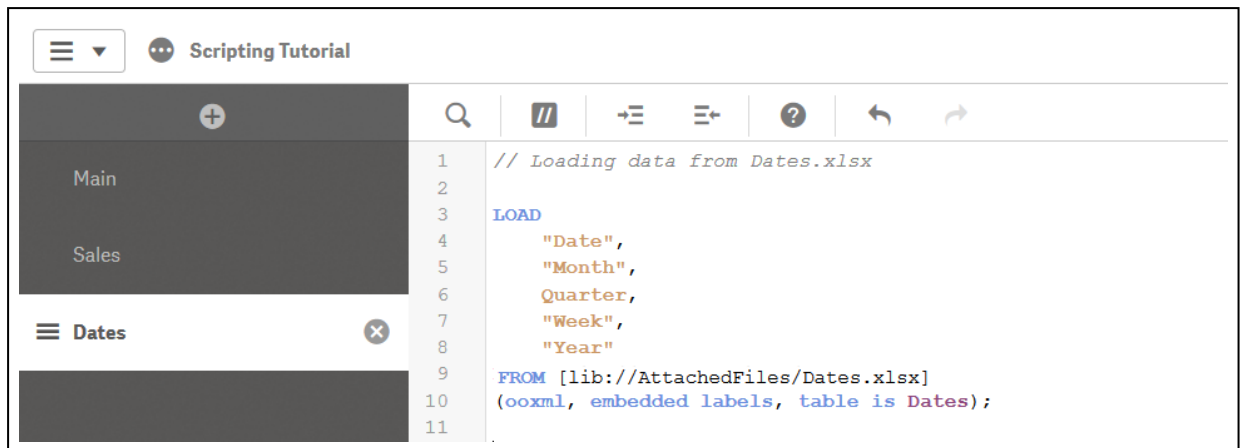 Scripting Tutorial
Main
Sales
Dates
1 // Loading data from Dates.xlsx
2
3 LOAD
4 "Date",
5 "Month",
6 Quarter,
7 "Week",
8 "Year"
9 FROM [lib://AttachedFiles/Dates.xlsx]
10 (ooxml, embedded labels, table is Dates);
11